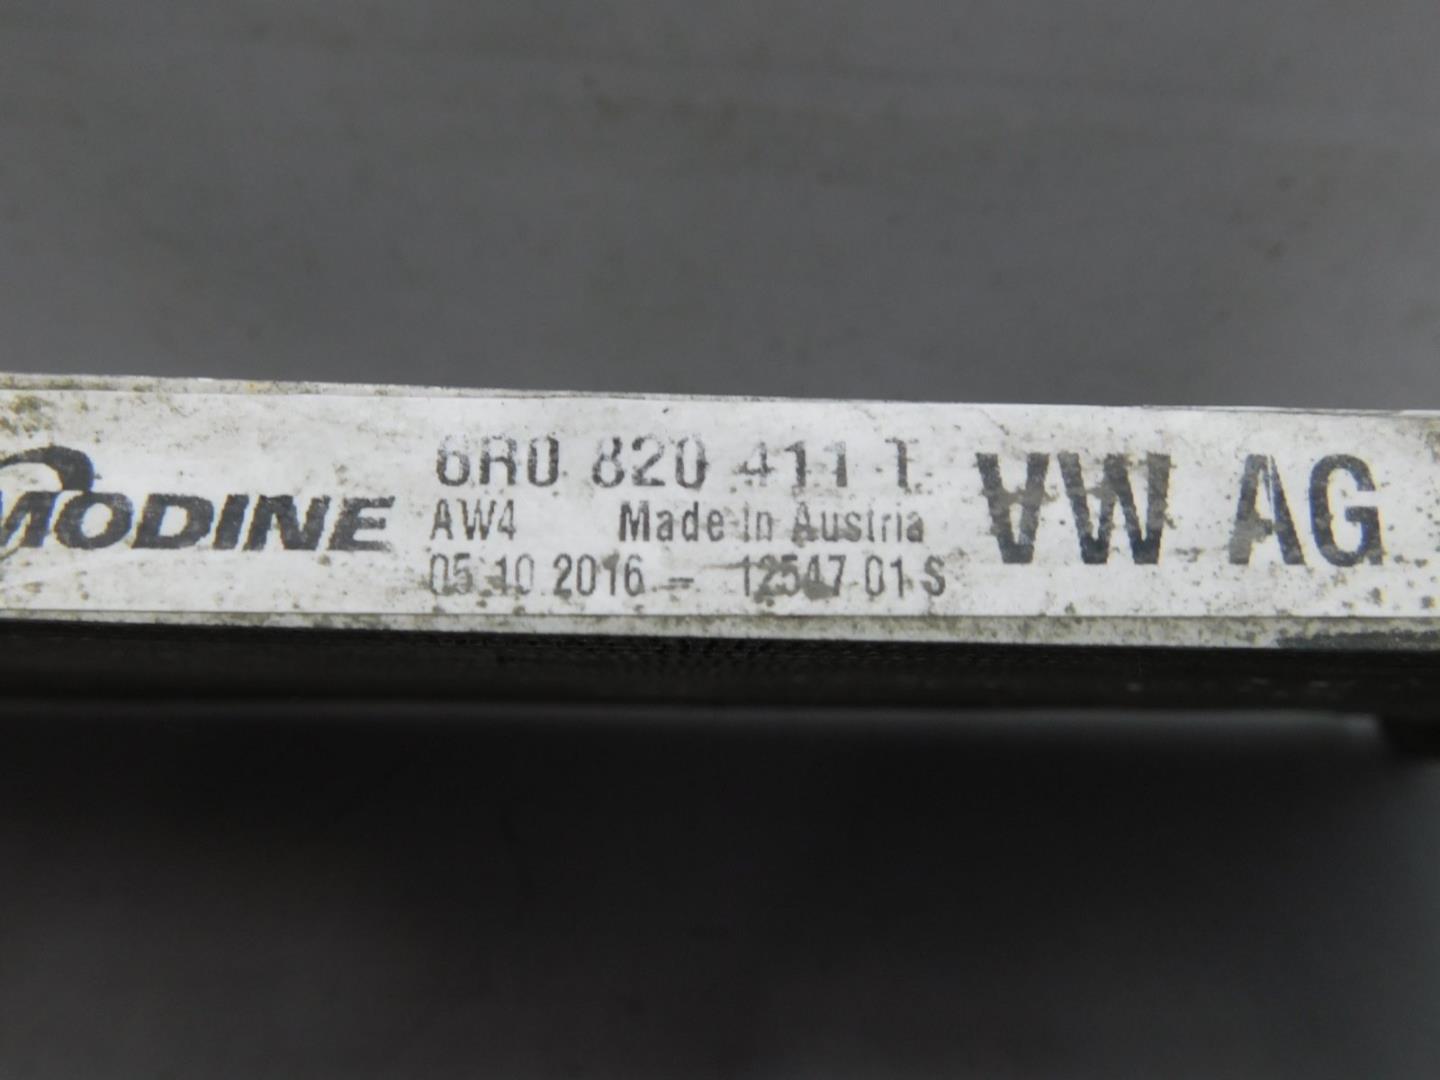 MODINE
6R0 820 411 T
AW4 Made In Austria
05.10.2016 - 12547 01 S
VW AG